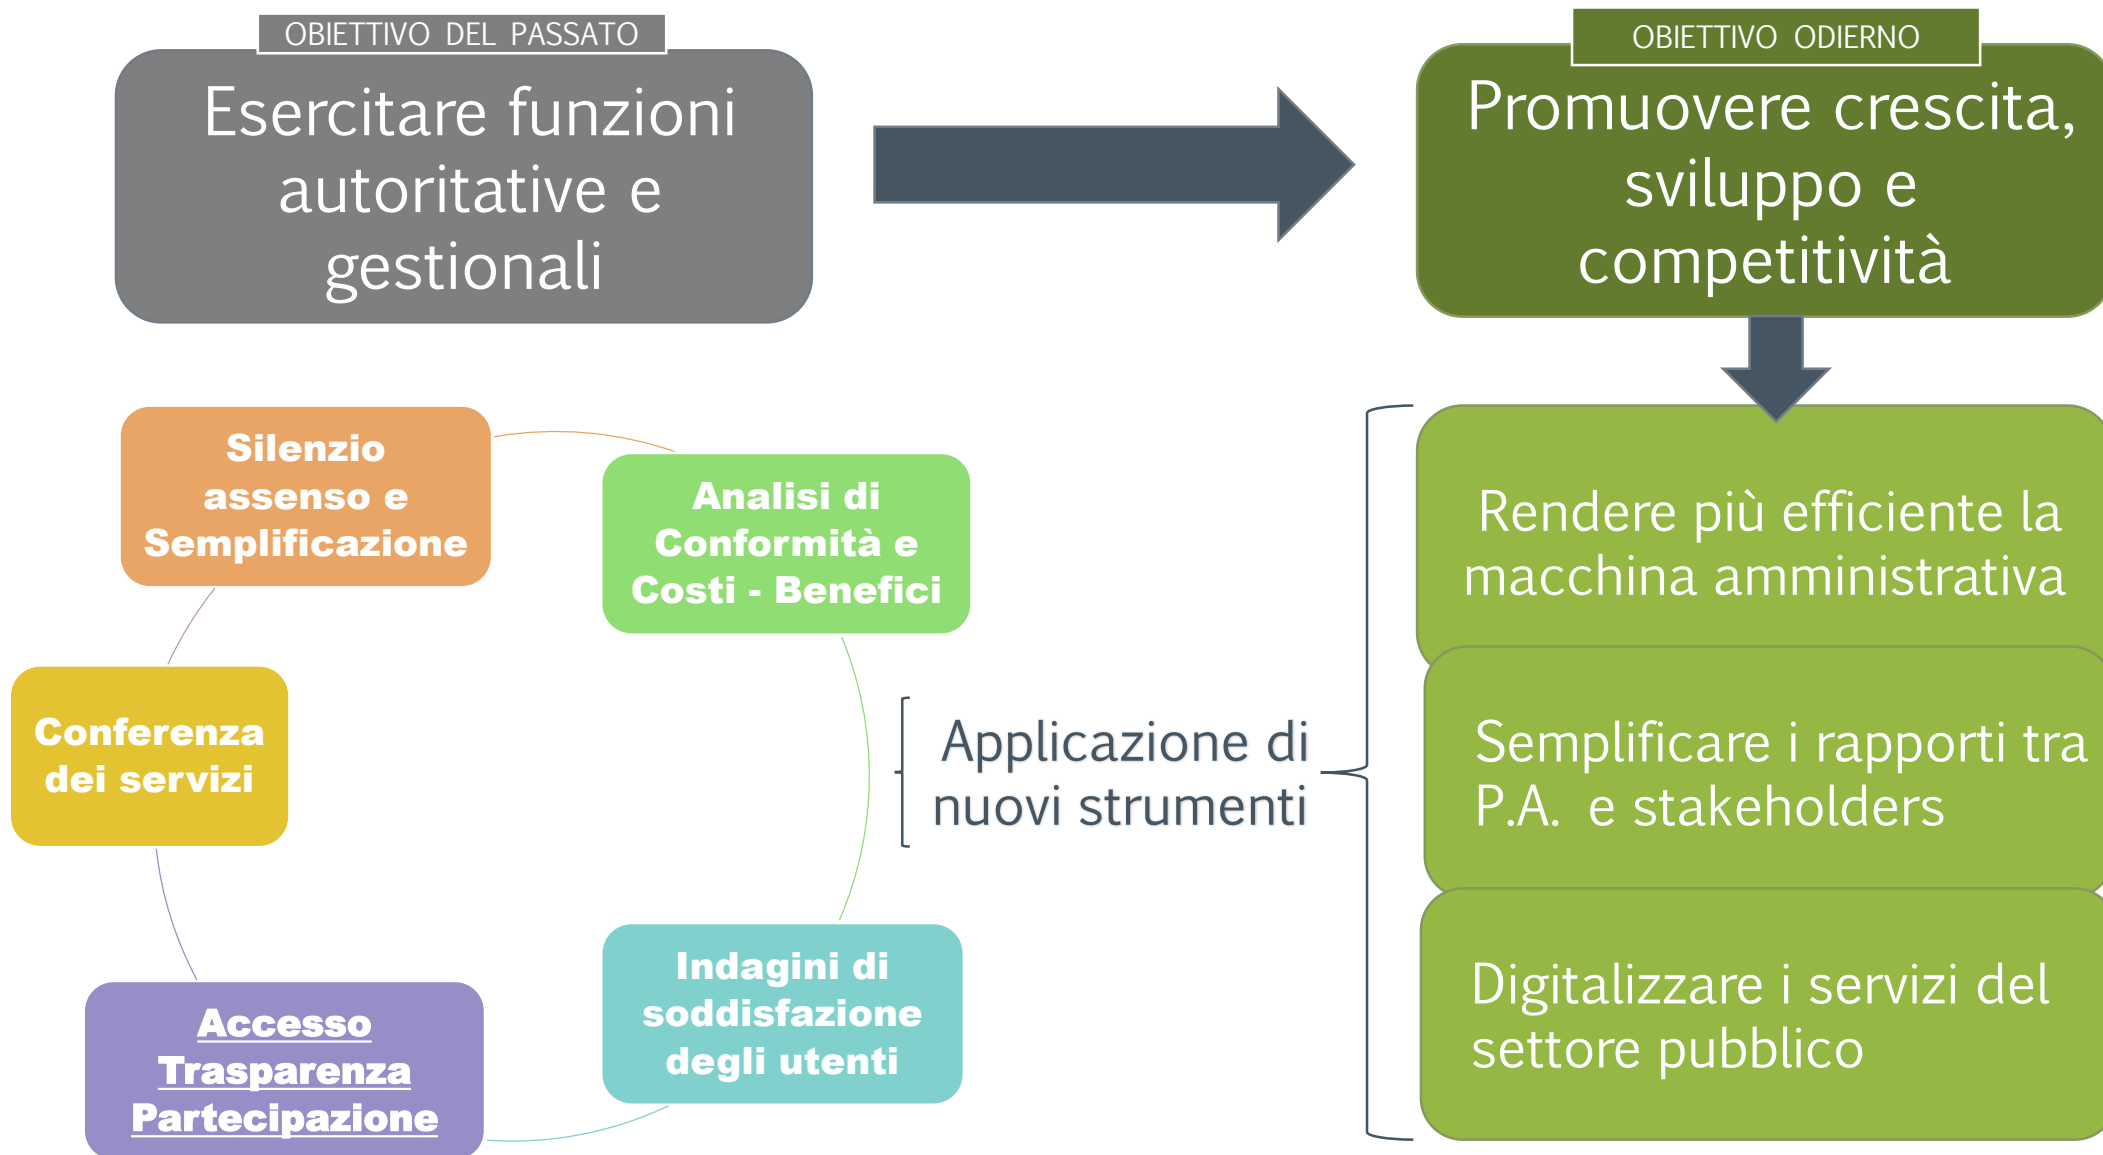 OBIETTIVO DEL PASSATO
Esercitare funzioni
autoritative e
gestionali
OBIETTIVO ODIERNO
Promuovere crescita,
sviluppo e
competitività
Silenzio
assenso e
Semplificazione
Analisi di
Conformità e
Costi - Benefici
Conferenza
dei servizi
Accesso
Trasparenza
Partecipazione
Indagini di
soddisfazione
degli utenti
Applicazione di
nuovi strumenti
Rendere più efficiente la
macchina amministrativa
Semplificare i rapporti tra
P.A. e stakeholders
Digitalizzare i servizi del
settore pubblico